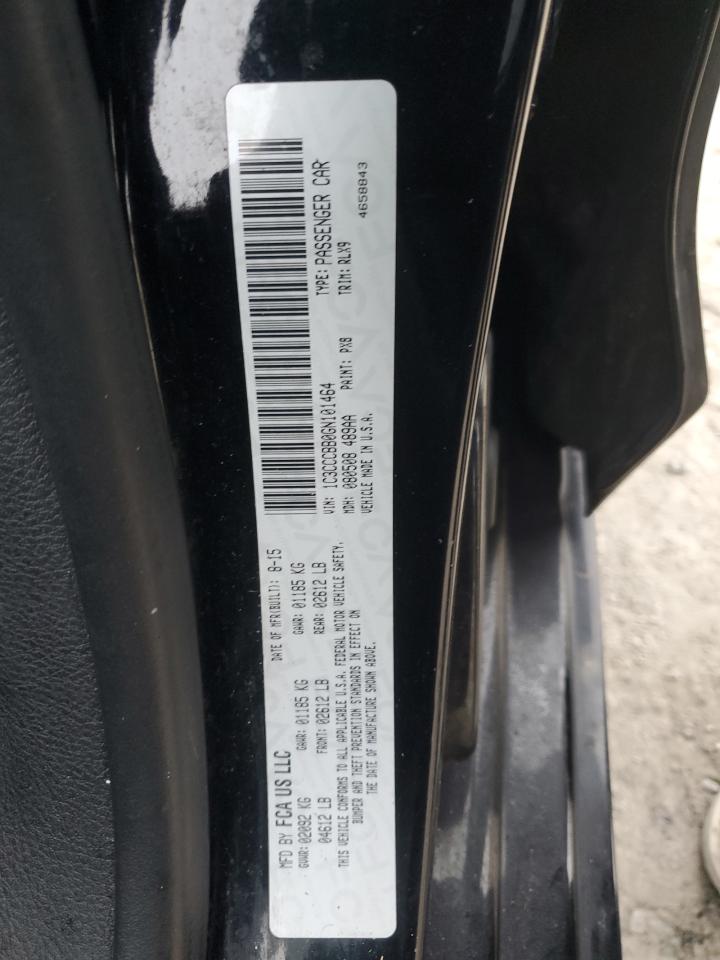 MFD BY FCA US LLC
DATE OF MFR(BUILT): 8-15
GVWR: 02092 KG
GAWR: 01185 KG
GAWR: 01185 KG
04612 LB
FRONT: 02612 LB
REAR: 02612 LB
THIS VEHICLE CONFORMS TO ALL APPLICABLE U.S.A. FEDERAL MOTOR VEHICLE SAFETY,
BUMPER AND THEFT PREVENTION STANDARDS IN EFFECT ON
THE DATE OF MANUFACTURE SHOWN ABOVE.
VIN: 1C3CCCBB0GN101464
TYPE: PASSENGER CAR
MDH: 080508 489AA
PAINT: PX8
TRIM: RLX9
VEHICLE MADE IN U.S.A.
4658843